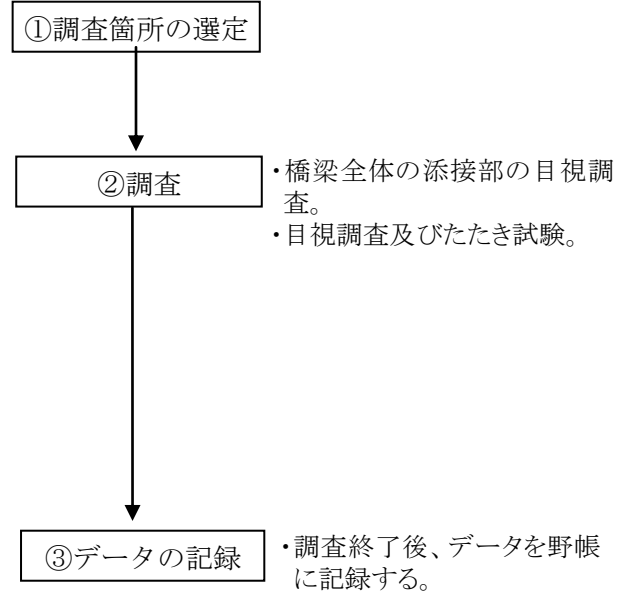 ①調査箇所の選定
②調査
・橋梁全体の添接部の目視調
査。
・目視調査及びたたき試験。
③データの記録
・調査終了後、データを野帳
に記録する。